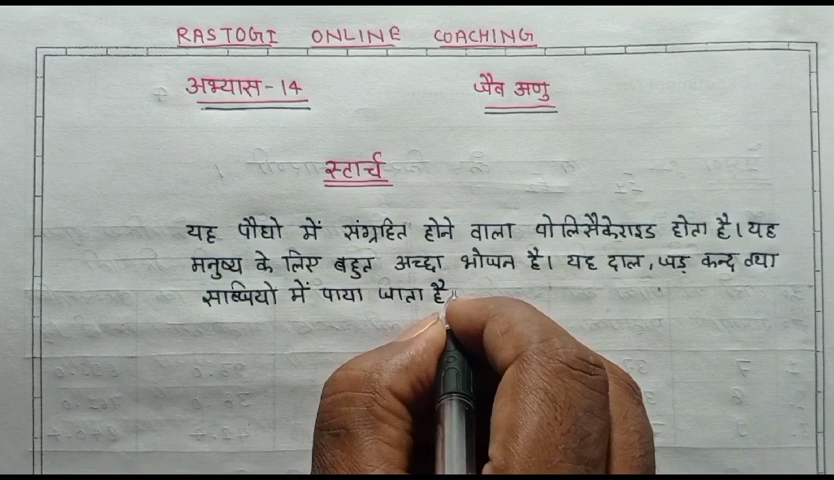 RASTOGI ONLINE COACHING
अभ्यास - 14 जैव अणु
स्टार्च
यह पौधो में संग्रहित होने वाला पोलिसैकेराइड होता है। यह
मनुष्य के लिए बहुत अच्छा भोजन है। यह दाल, जड़ कन्द तथा
सब्जियो में पाया जाता है